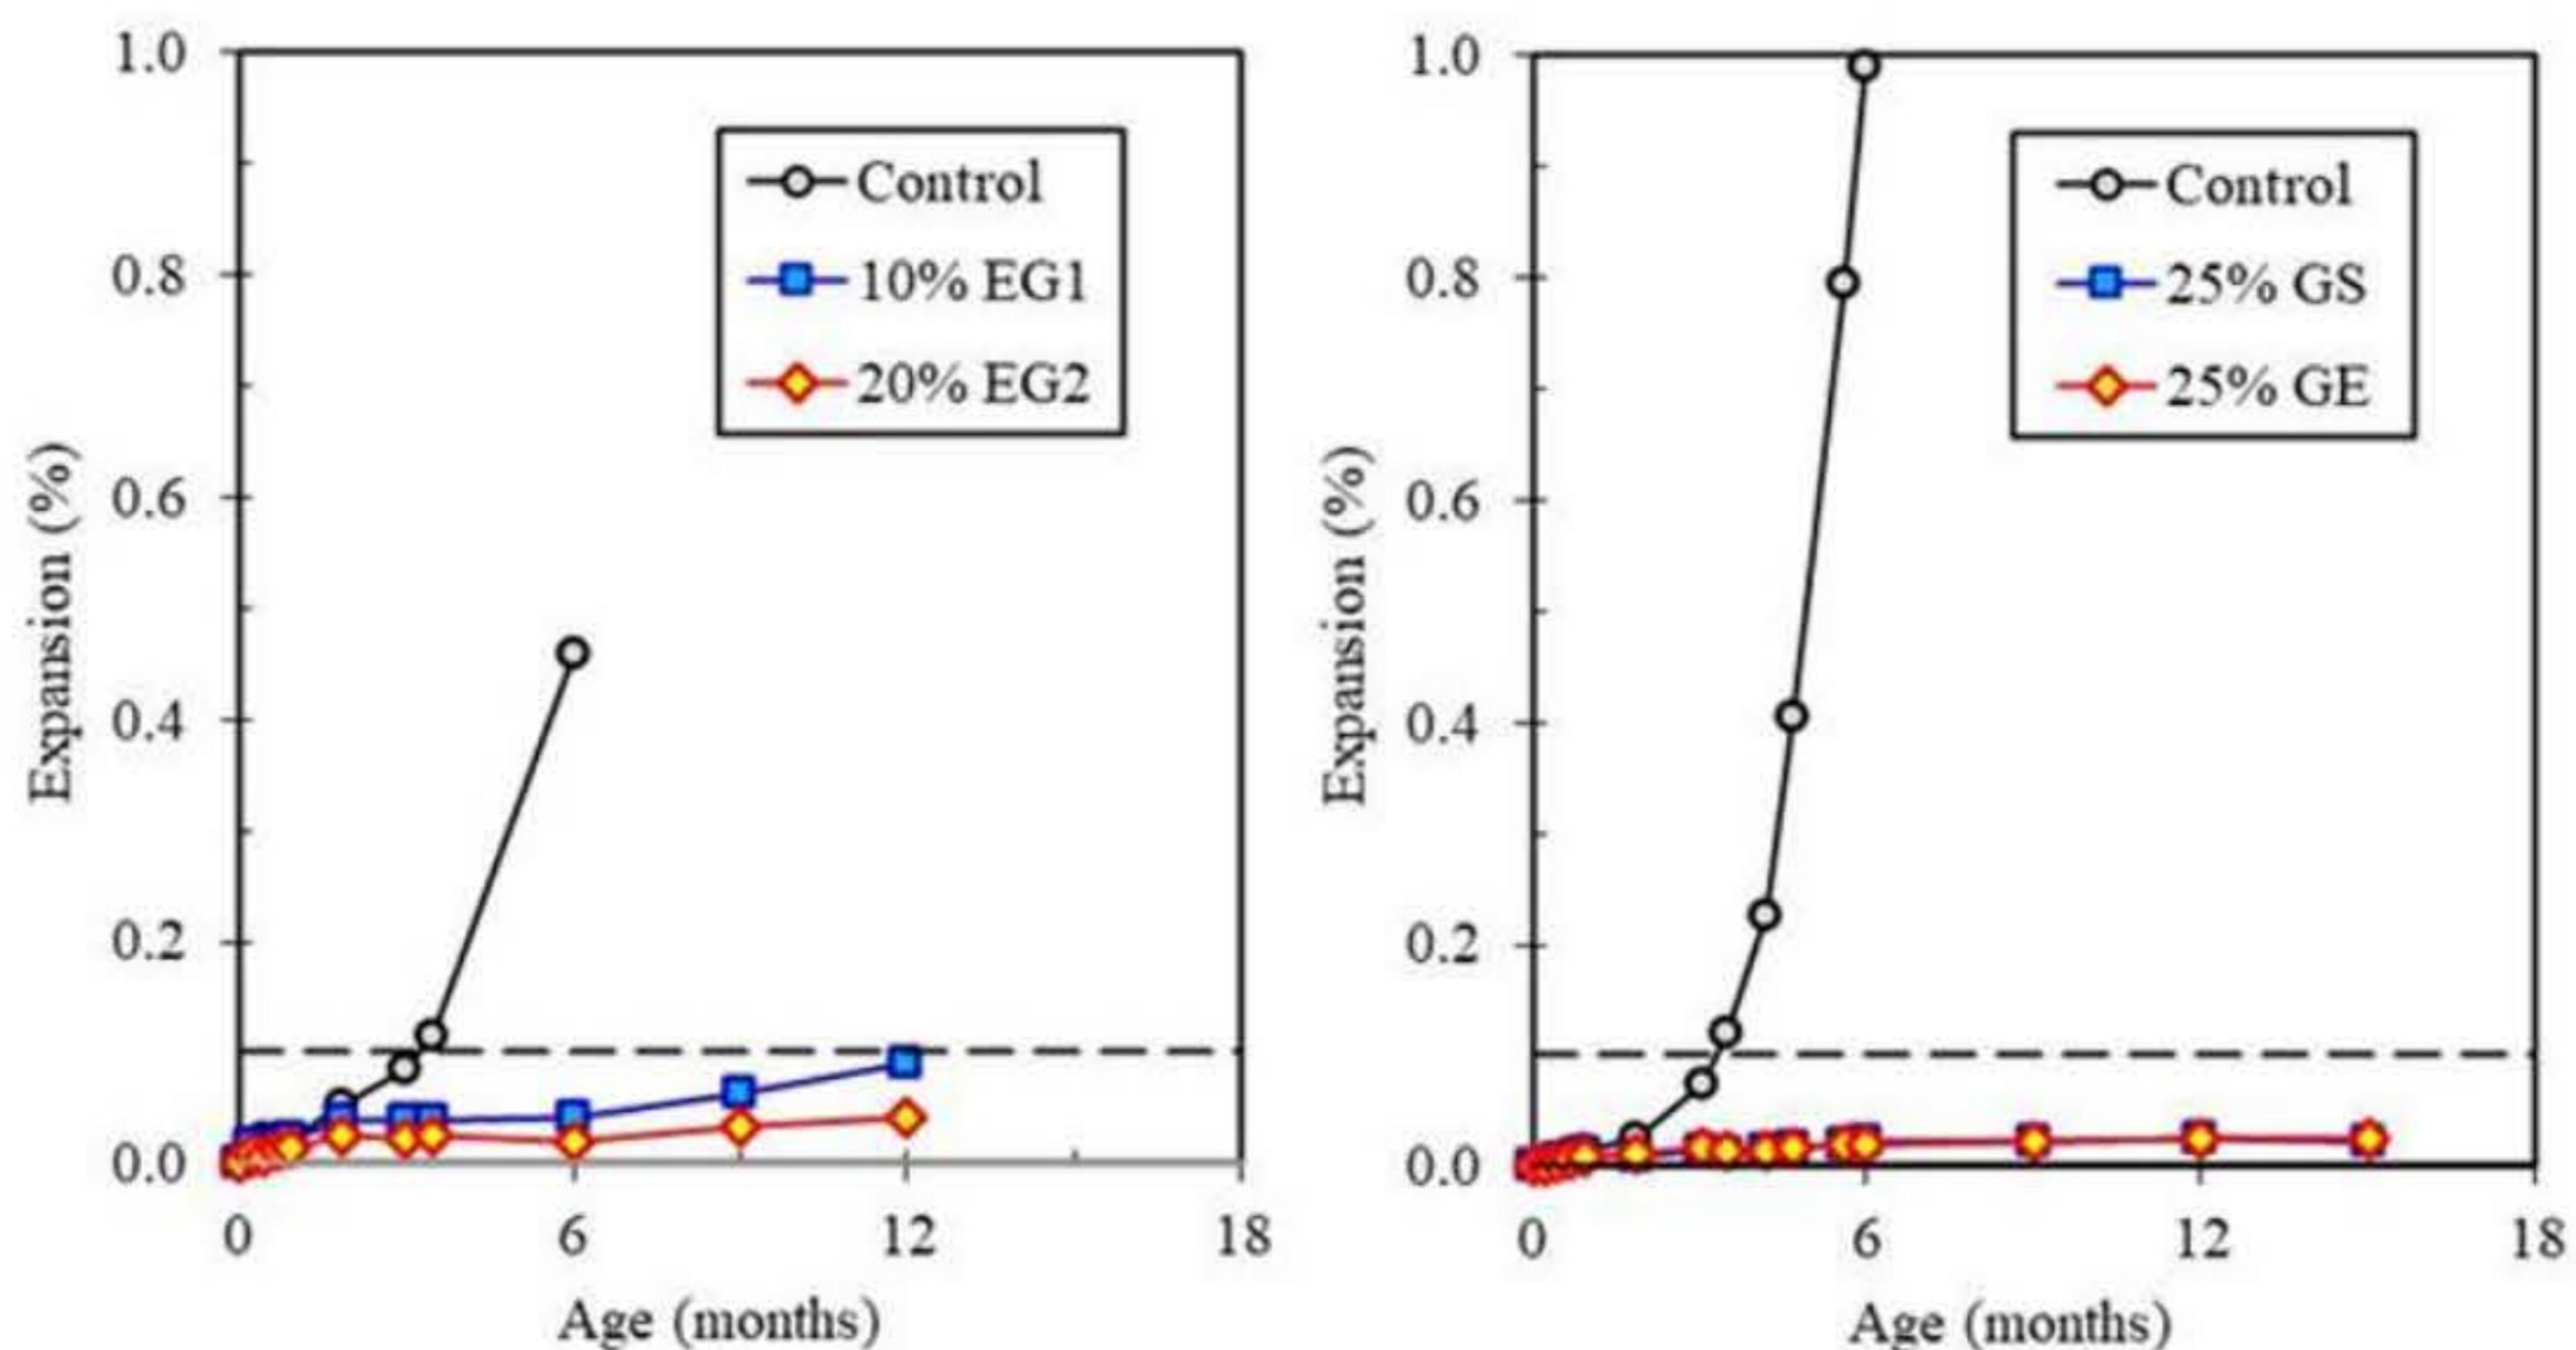 1.0
0.8
0.6
0.4
0.2
0.0
Expansion (%)
Control
10% EG1
20% EG2
0 6 12 18
Age (months)
1.0
0.8
0.6
0.4
0.2
0.0
Expansion (%)
Control
25% GS
25% GE
0 6 12 18
Age (months)